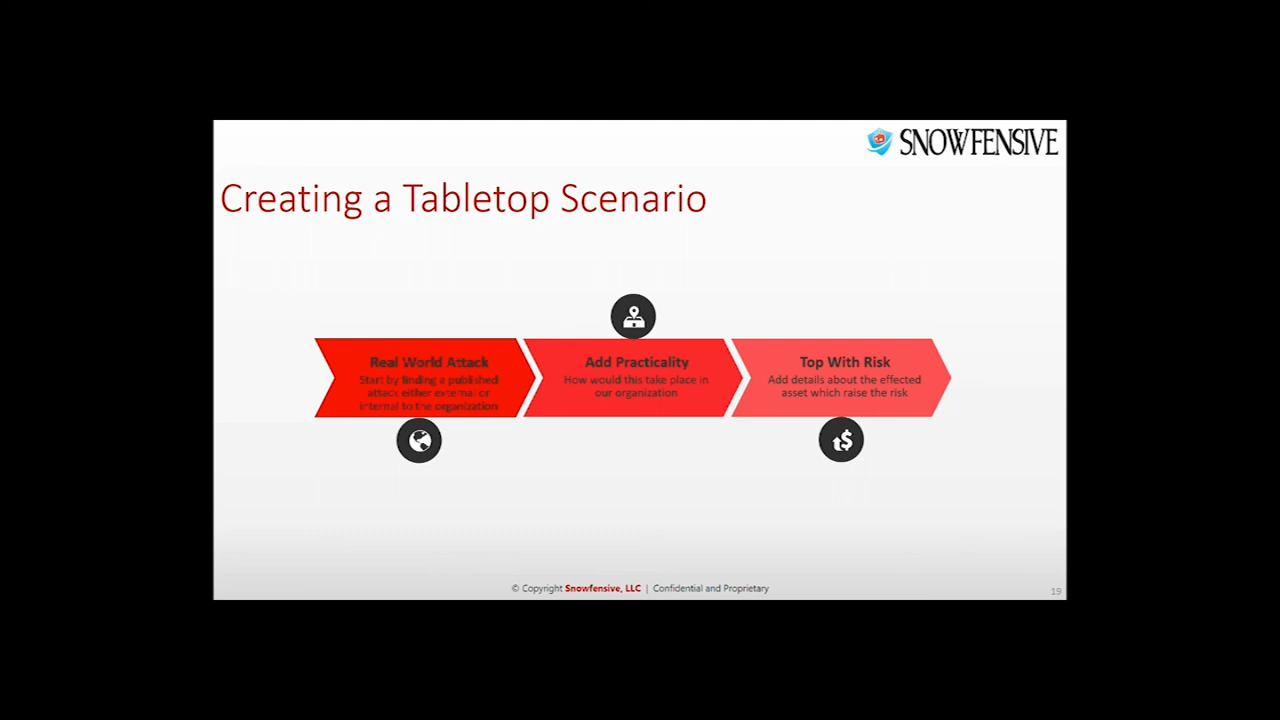 SNOWFENSIVE
Creating a Tabletop Scenario
Real World Attack
Start by finding a published
attack either external or
internal to the organization
Add Practicality
How would this take place in
our organization
Top With Risk
Add details about the effected
asset which raise the risk
© Copyright Snowfensive, LLC | Confidential and Proprietary
19